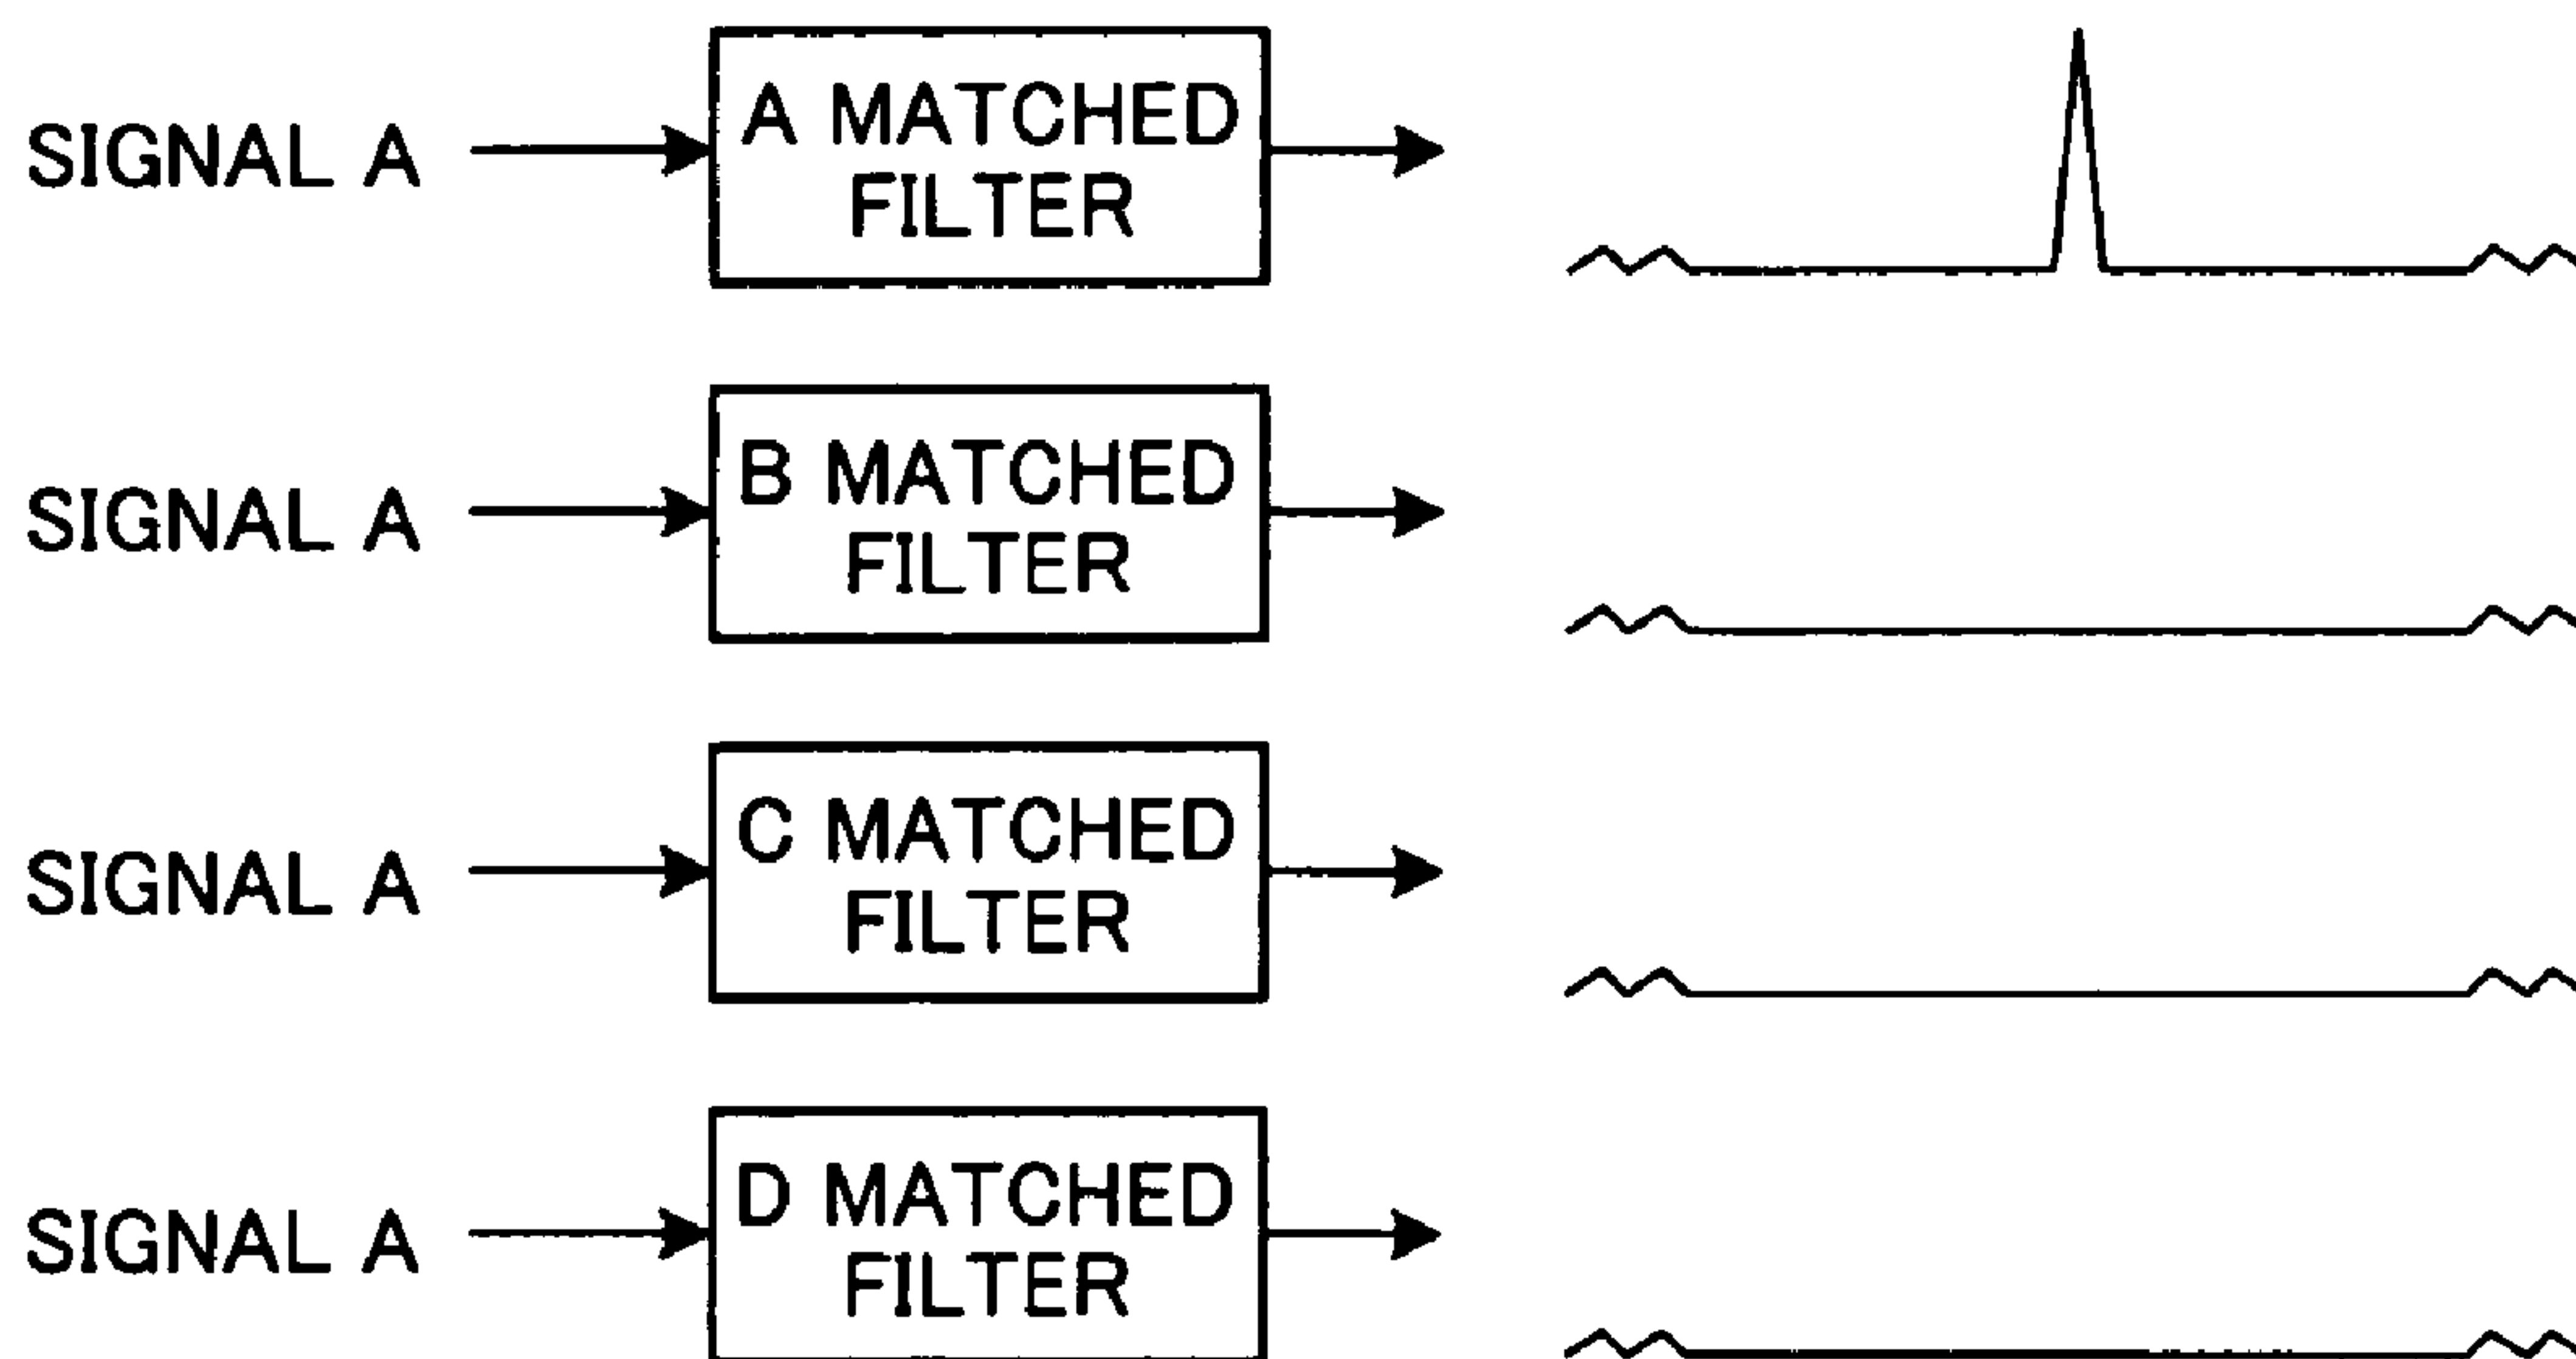 SIGNAL A
A MATCHED
FILTER
SIGNAL A
B MATCHED
FILTER
SIGNAL A
C MATCHED
FILTER
SIGNAL A
D MATCHED
FILTER